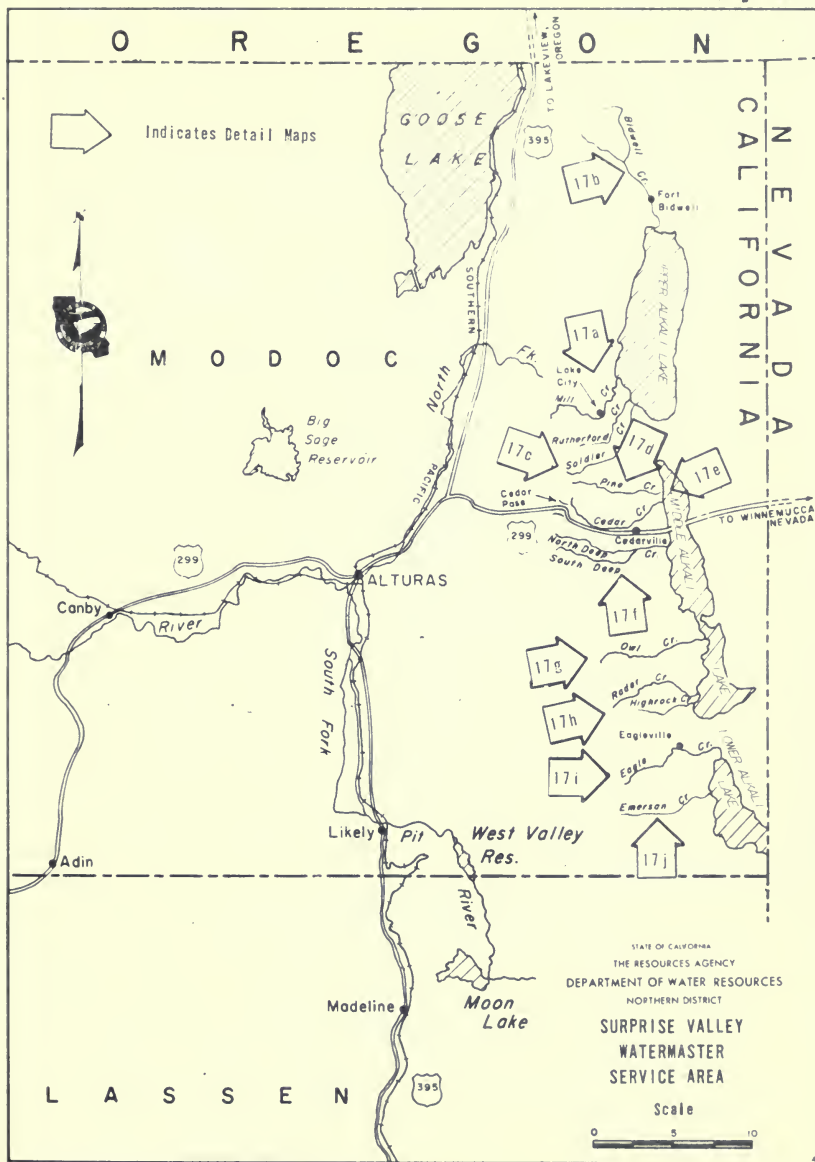 OREGON
TO LAKEVIEW,
OREGON
Indicates Detail Maps
GOOSE
LAKE
395
NEVADA
CALIFORNIA
Bidwell Cr.
17b
Fort
Bidwell
UPPER ALKALI LAKE
SOUTHERN
PACIFIC
MODOC
North
Fk.
17a
Lake
City
Mill Cr
Big
Sage
Reservoir
Rutherford Cr
Soldier Cr
17c
17d
17e
Pine Cr
Cedar
Pass
Cedar Cr
Cedarville
TO WINNEMUCCA
NEVADA
MIDDLE ALKALI
LAKE
299
299
North Deep
South Deep Cr
ALTURAS
Canby
River
17f
South Fork
Owl Cr.
17g
Rader Cr
Highrock Cr
17h
Eagleville
Eagle Cr.
LOWER ALKALI
LAKE
17i
Emerson Cr
17j
Likely
Pit
River
West Valley
Res.
Adin
Moon
Lake
Madeline
LASSEN
395
STATE OF CALIFORNIA
THE RESOURCES AGENCY
DEPARTMENT OF WATER RESOURCES
NORTHERN DISTRICT
SURPRISE VALLEY
WATERMASTER
SERVICE AREA
Scale
0 5 10